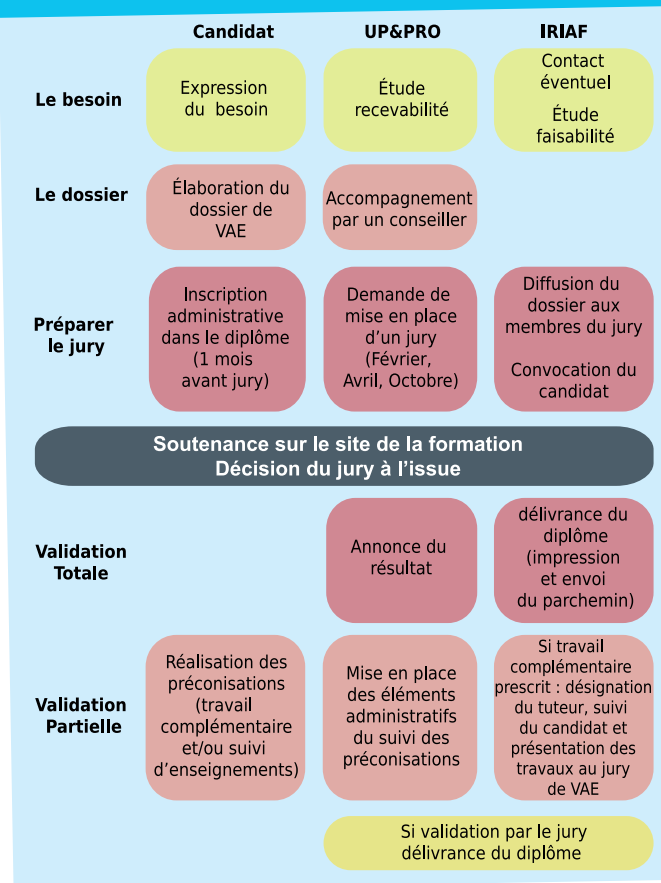 Candidat
UP&PRO
IRIAF
Le besoin
Expression
du besoin
Étude
recevabilité
Contact
éventuel
Étude
faisabilité
Le dossier
Élaboration du
dossier de
VAE
Accompagnement
par un conseiller
Préparer
le jury
Inscription
administrative
dans le diplôme
(1 mois
avant jury)
Demande de
mise en place
d'un jury
(Février,
Avril, Octobre)
Diffusion du
dossier aux
membres du jury
Convocation du
candidat
Soutenance sur le site de la formation
Décision du jury à l'issue
Validation
Totale
Annonce du
résultat
délivrance du
diplôme
(impression
et envoi
du parchemin)
Validation
Partielle
Réalisation des
préconisations
(travail
complémentaire
et/ou suivi
d'enseignements)
Mise en place
des éléments
administratifs
du suivi des
préconisations
Si travail
complémentaire
prescrit : désignation
du tuteur, suivi
du candidat et
présentation des
travaux au jury
de VAE
Si validation par le jury
délivrance du diplôme